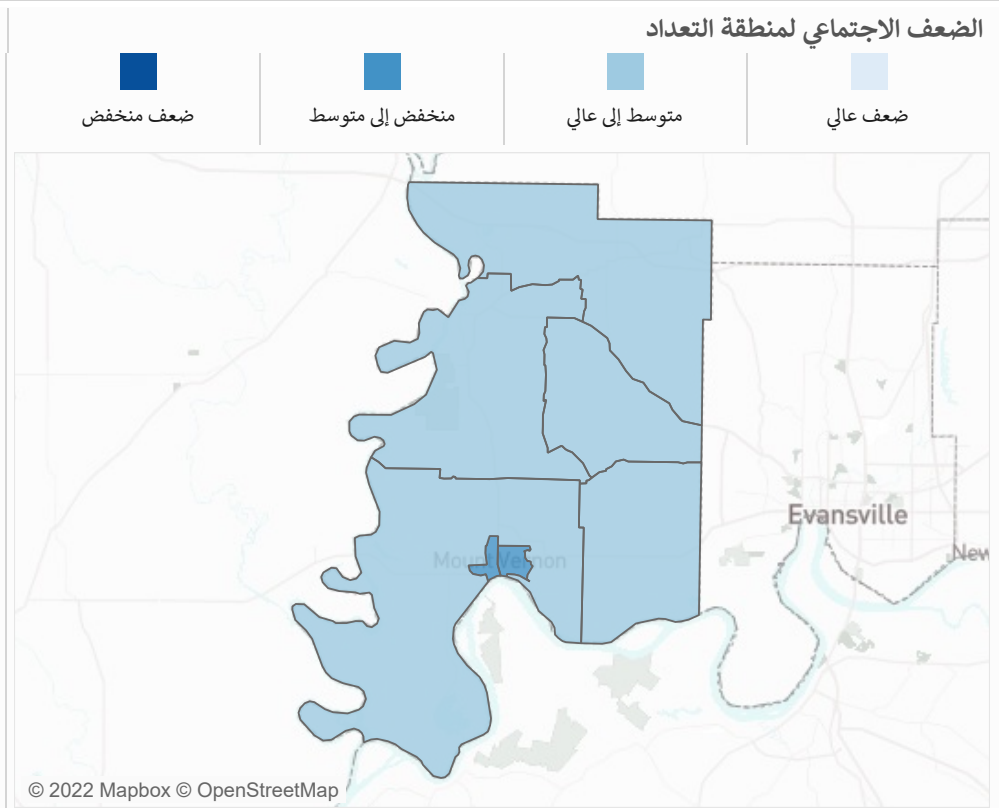 الضعف الاجتماعي لمنطقة التعداد
ضعف عالي
متوسط إلى عالي
منخفض إلى متوسط
ضعف منخفض
Evansville
New
Mount Vernon
© 2022 Mapbox © OpenStreetMap